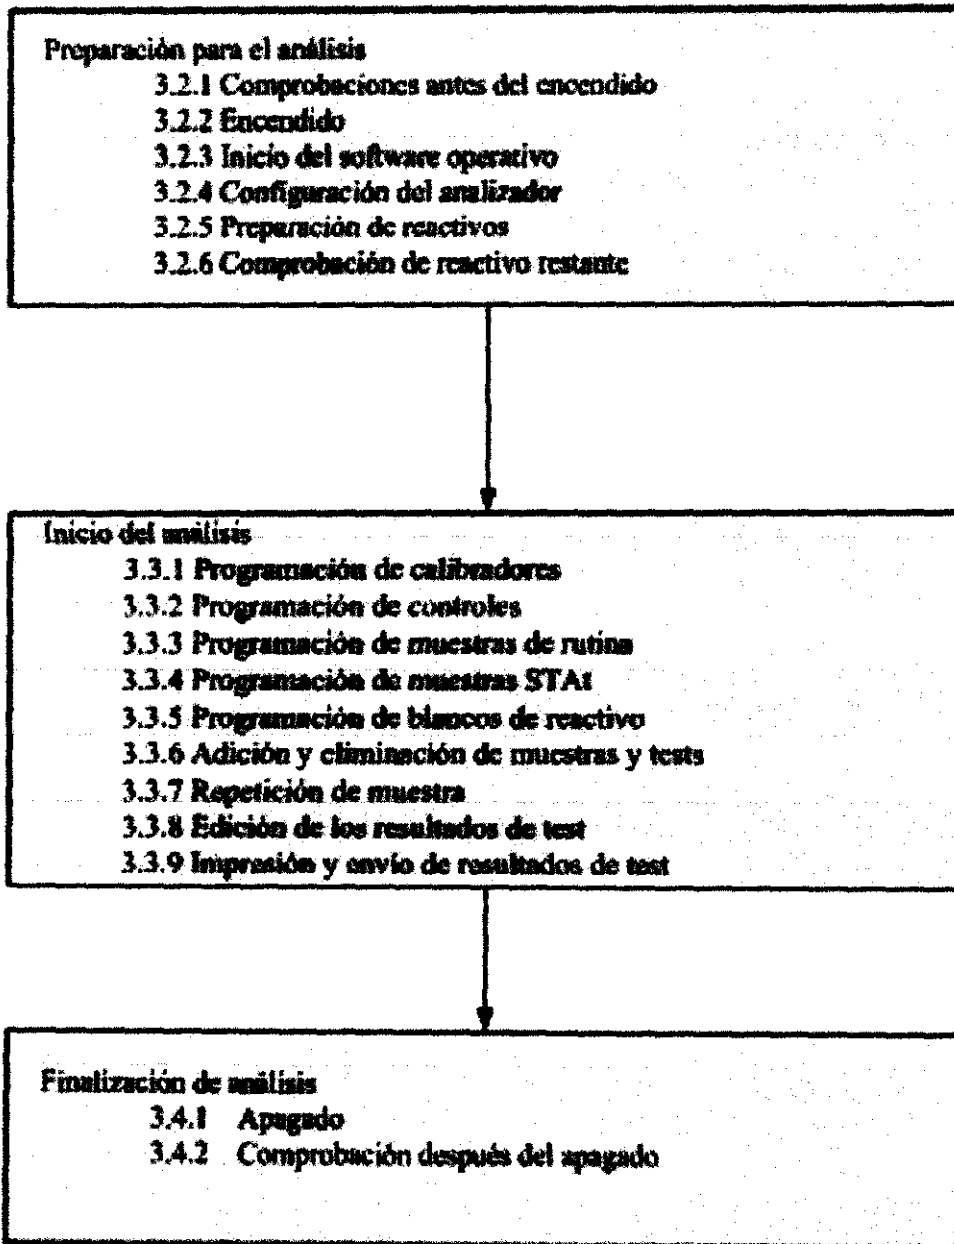 Preparación para el análisis
3.2.1 Comprobaciones antes del encendido
3.2.2 Encendido
3.2.3 Inicio del software operativo
3.2.4 Configuración del analizador
3.2.5 Preparación de reactivos
3.2.6 Comprobación de reactivo restante
Inicio del análisis
3.3.1 Programación de calibradores
3.3.2 Programación de controles
3.3.3 Programación de muestras de rutina
3.3.4 Programación de muestras STAt
3.3.5 Programación de blancos de reactivo
3.3.6 Adición y eliminación de muestras y tests
3.3.7 Repetición de muestra
3.3.8 Edición de los resultados de test
3.3.9 Impresión y envío de resultados de test
Finalización de análisis
3.4.1 Apagado
3.4.2 Comprobación después del apagado